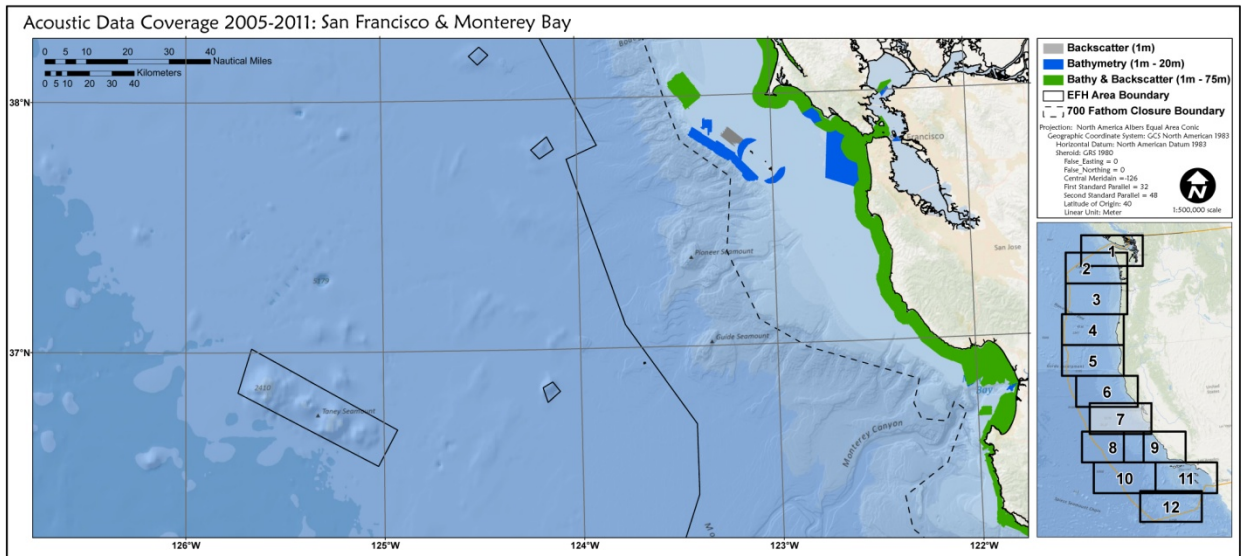 Acoustic Data Coverage 2005-2011: San Francisco & Monterey Bay
0 5 10 20 30 40
Nautical Miles
Kilometers
0 5 10 20 30 40
38°N
37°N
126°W
125°W
124°W
123°W
122°W
Francisco
San Jose
Pioneer Seamount
Guide Seamount
2410
Taney Seamount
Monterey Canyon
Bay
Backscatter (1m)
Bathymetry (1m - 20m)
Bathy & Backscatter (1m - 75m)
EFH Area Boundary
700 Fathom Closure Boundary
Projection: North America Albers Equal Area Conic
Geographic Coordinate System: GCS North American 1983
Horizontal Datum: North American Datum 1983
Sheroid: GRS 1980
False_Easting = 0
False_Northing = 0
Central Meridain =-126
First Standard Parallel = 32
Second Standard Parallel = 48
Latitude of Origin: 40
Linear Unit: Meter
N
1:500,000 scale
1
2
3
4
5
6
7
8
9
10
11
12